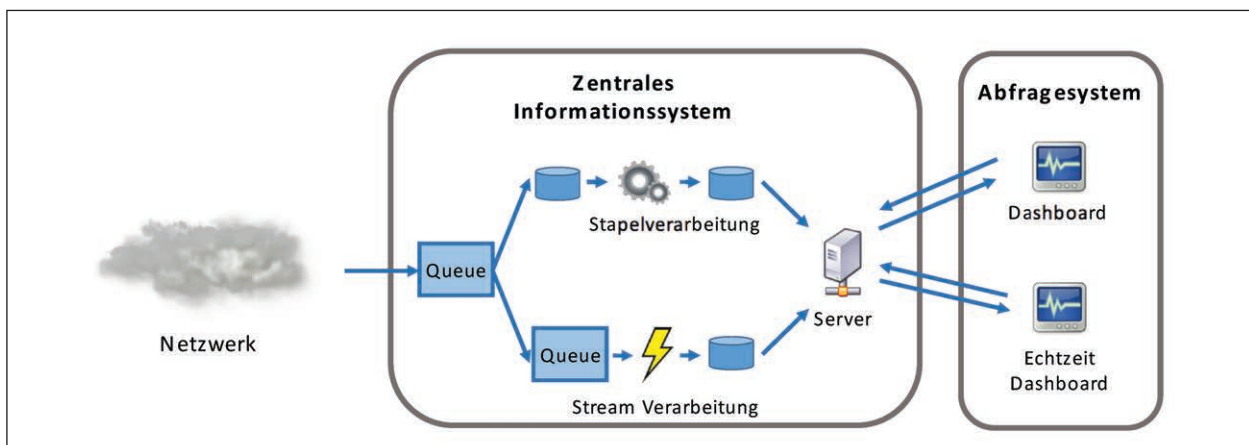 Zentrales
Informationssystem
Abfragesystem
Stapelverarbeitung
Dashboard
Queue
Netzwerk
Server
Queue
Echtzeit
Dashboard
Stream Verarbeitung